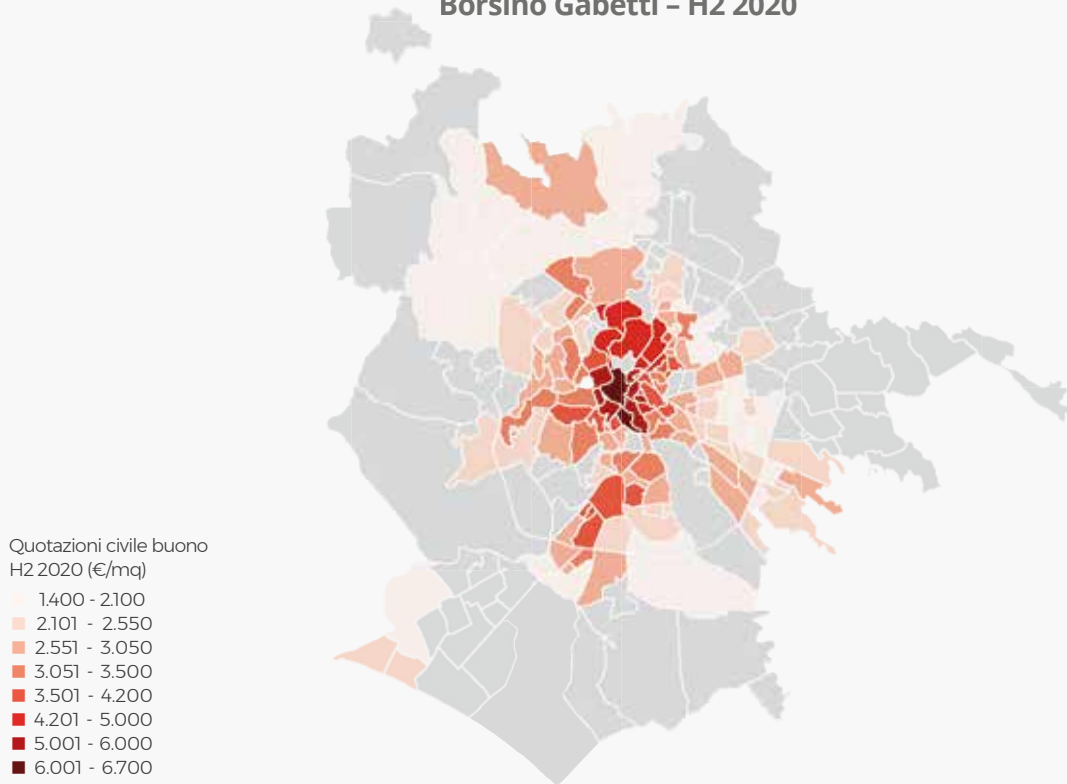 Borsino Gabetti – H2 2020
Quotazioni civile buono
H2 2020 (€/mq)
1.400 - 2.100
2.101 - 2.550
2.551 - 3.050
3.051 - 3.500
3.501 - 4.200
4.201 - 5.000
5.001 - 6.000
6.001 - 6.700